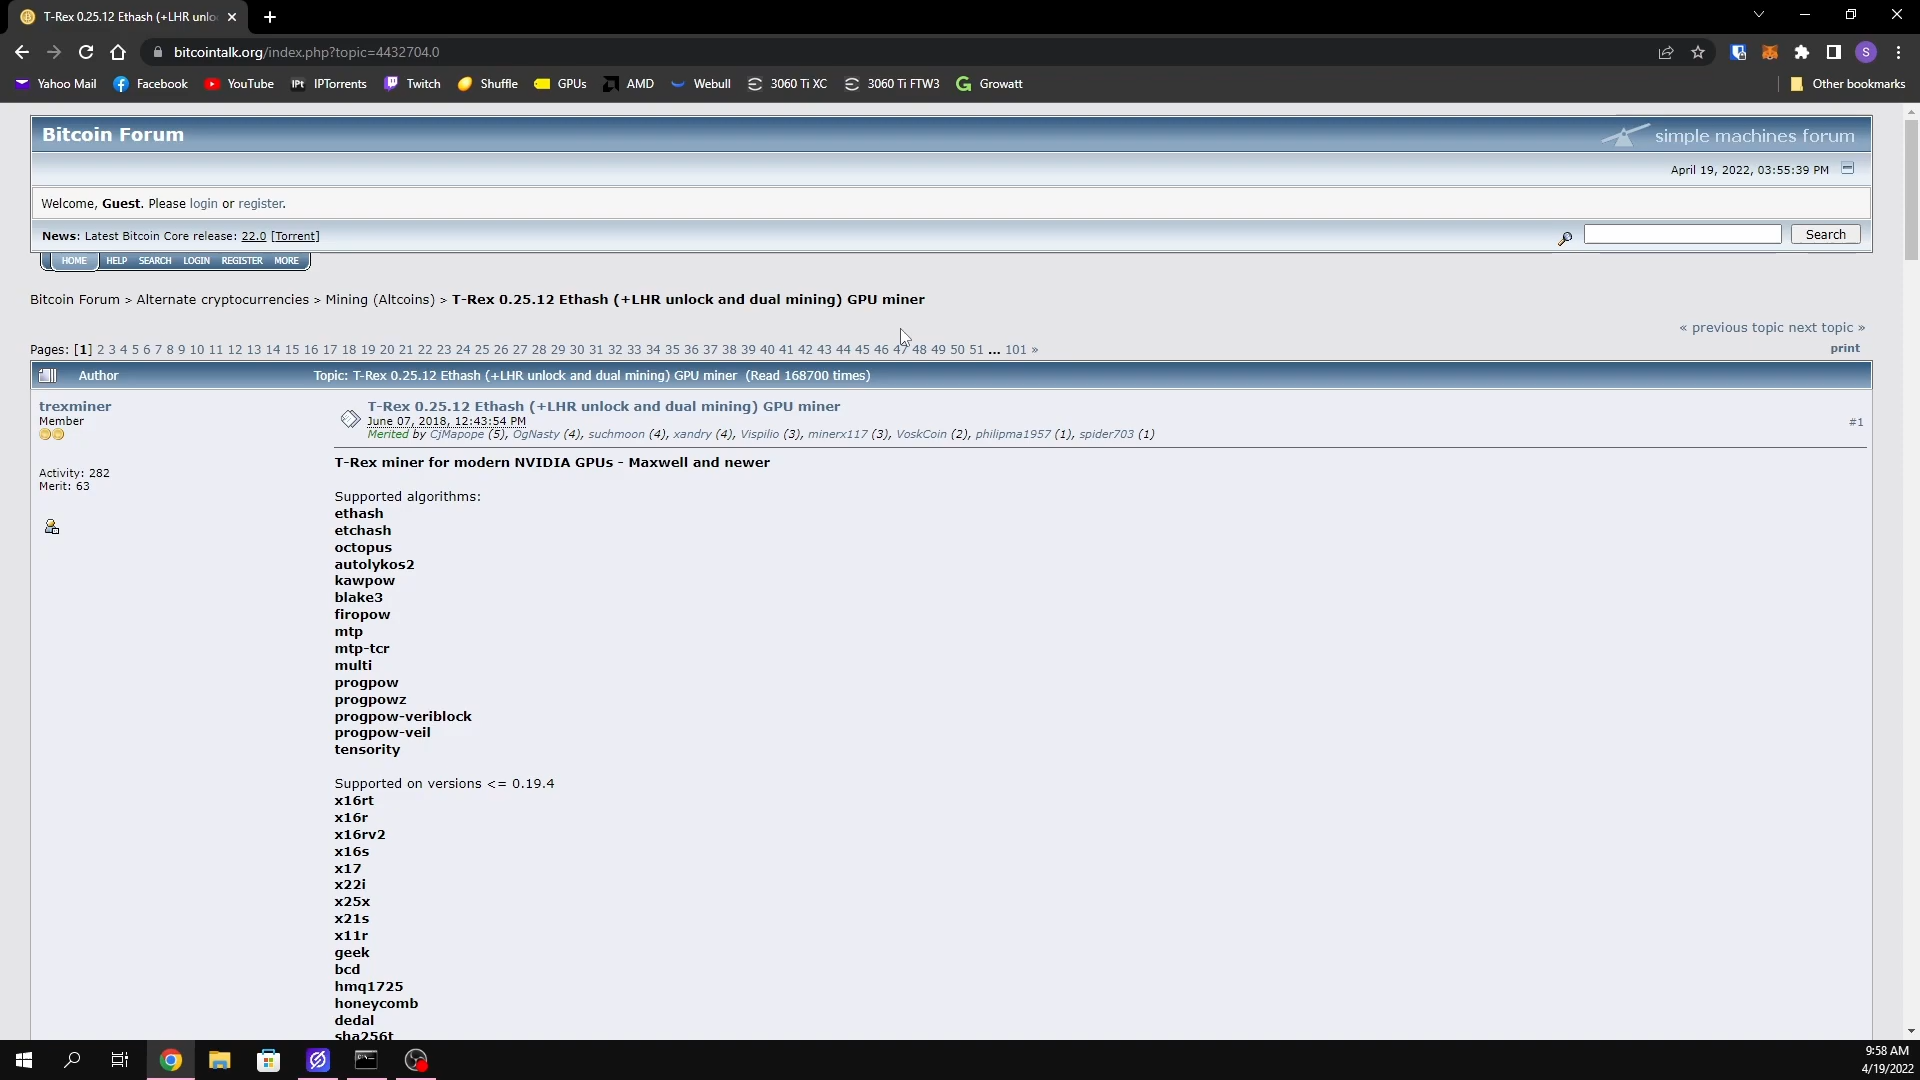 T-Rex 0.25.12 Ethash (+LHR unlo
bitcointalk.org/index.php?topic=4432704.0
S
Yahoo Mail Facebook YouTube IPT IPTorrents Twitch Shuffle GPUs AMD Webull 3060 Ti XC 3060 Ti FTW3 Growatt Other bookmarks
Bitcoin Forum
simple machines forum
April 19, 2022, 03:55:39 PM
Welcome, Guest. Please login or register.
News: Latest Bitcoin Core release: 22.0 [Torrent]
Search
HOME HELP SEARCH LOGIN REGISTER MORE
Bitcoin Forum > Alternate cryptocurrencies > Mining (Altcoins) > T-Rex 0.25.12 Ethash (+LHR unlock and dual mining) GPU miner
« previous topic next topic »
Pages: [1] 2 3 4 5 6 7 8 9 10 11 12 13 14 15 16 17 18 19 20 21 22 23 24 25 26 27 28 29 30 31 32 33 34 35 36 37 38 39 40 41 42 43 44 45 46 47 48 49 50 51 ... 101 »
print
Author Topic: T-Rex 0.25.12 Ethash (+LHR unlock and dual mining) GPU miner (Read 168700 times)
trexminer
Member
Activity: 282
Merit: 63
T-Rex 0.25.12 Ethash (+LHR unlock and dual mining) GPU miner
June 07, 2018, 12:43:54 PM
Merited by CjMapope (5), OgNasty (4), suchmoon (4), xandry (4), Vispilio (3), minerx117 (3), VoskCoin (2), philipma1957 (1), spider703 (1)
#1
T-Rex miner for modern NVIDIA GPUs - Maxwell and newer
Supported algorithms:
ethash
etchash
octopus
autolykos2
kawpow
blake3
firopow
mtp
mtp-tcr
multi
progpow
progpowz
progpow-veriblock
progpow-veil
tensority
Supported on versions <= 0.19.4
x16rt
x16r
x16rv2
x16s
x17
x22i
x25x
x21s
x11r
geek
bcd
hmq1725
honeycomb
dedal
sha256t
9:58 AM
4/19/2022